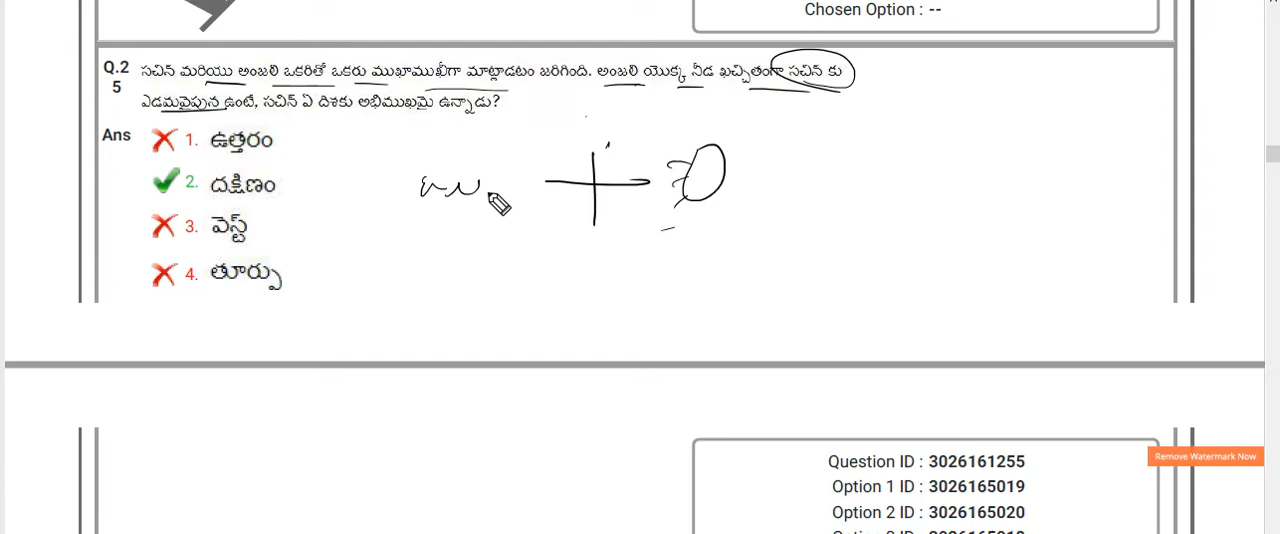 Chosen Option : --
Q.2 సచిన్ మరియు అంజలి ఒకరితో ఒకరు ముఖాముఖీగా మాట్లాడటం జరిగింది. అంజలి యొక్క నీడ ఖచ్చితంగా సచిన్ కు
5 ఎడమవైపున ఉంటే, సచిన్ ఏ దిశకు అభిముఖమై ఉన్నాడు?
Ans 1. ఉత్తరం
2. దక్షిణం
3. వెస్ట్
4. తూర్పు
Question ID : 3026161255
Remove Watermark Now
Option 1 ID : 3026165019
Option 2 ID : 3026165020